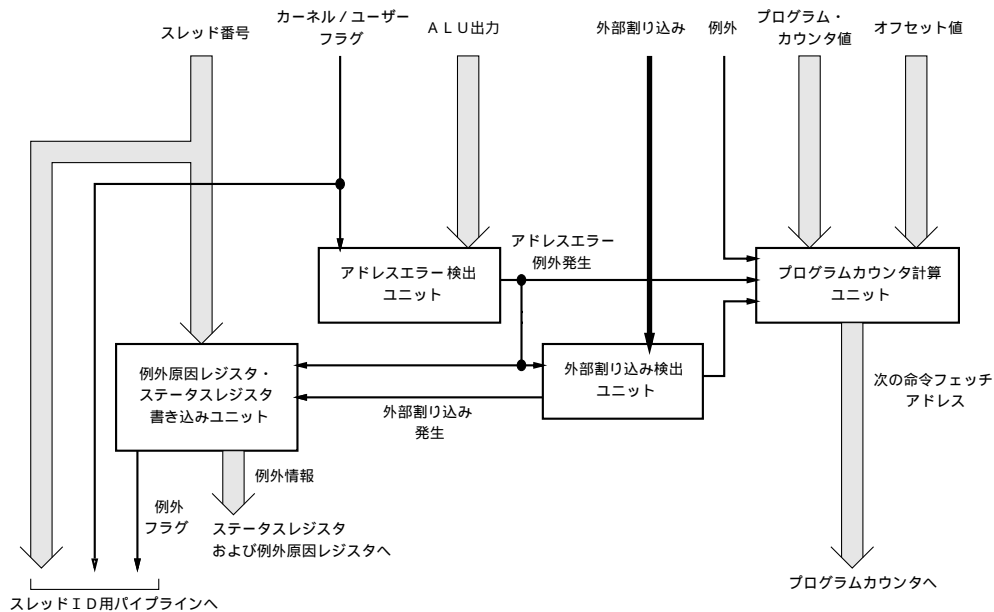 スレッド番号
カーネル / ユーザー
フラグ
ＡＬＵ出力
外部割り込み
例外
プログラム・
カウンタ値
オフセット値
アドレスエラー検出
ユニット
アドレスエラー
例外発生
プログラムカウンタ計算
ユニット
例外原因レジスタ・
ステータスレジスタ
書き込みユニット
外部割り込み検出
ユニット
外部割り込み
発生
次の命令フェッチ
アドレス
例外情報
例外
フラグ
ステータスレジスタ
および例外原因レジスタへ
スレッドＩＤ用パイプラインへ
プログラムカウンタへ